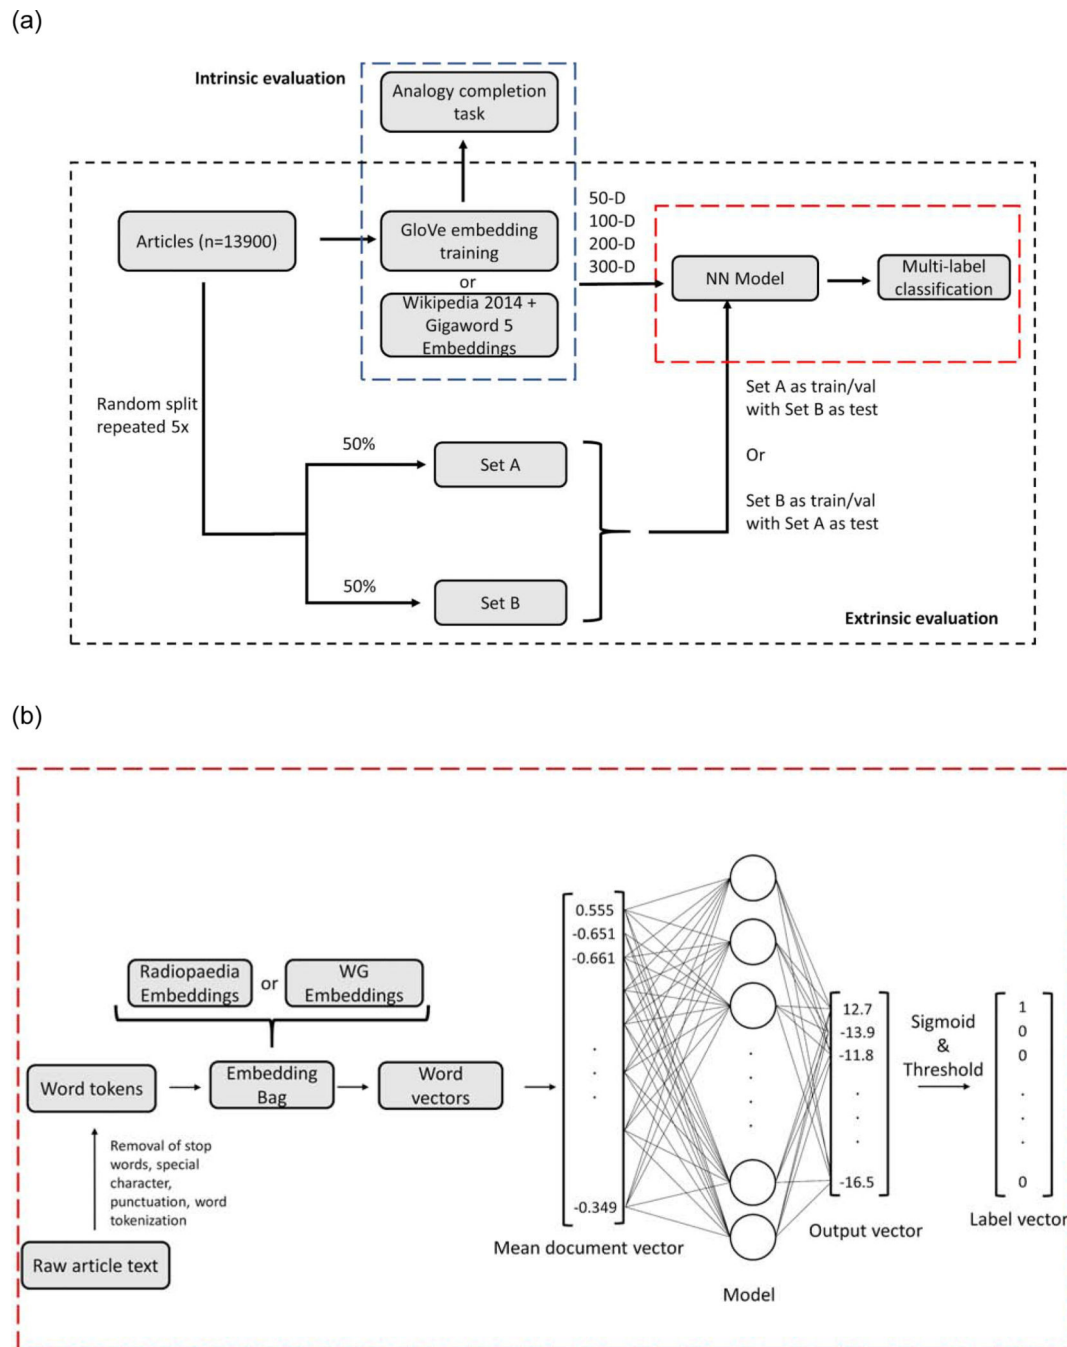 (a)
Intrinsic evaluation
Analogy completion
task
Articles (n=13900)
GloVe embedding
training
or
Wikipedia 2014 +
Gigaword 5
Embeddings
50-D
100-D
200-D
300-D
NN Model
Multi-label
classification
Random split
repeated 5x
50%
Set A
50%
Set B
Set A as train/val
with Set B as test
Or
Set B as train/val
with Set A as test
Extrinsic evaluation
(b)
Radiopaedia
Embeddings
or
WG
Embeddings
Word tokens
Embedding
Bag
Word
vectors
Removal of stop
words, special
character,
punctuation, word
tokenization
Raw article text
0.555
-0.651
-0.661
.
.
.
-0.349
Mean document vector
.
.
.
.
Model
12.7
-13.9
-11.8
.
.
.
-16.5
Output vector
Sigmoid
&
Threshold
1
0
0
.
.
.
0
Label vector